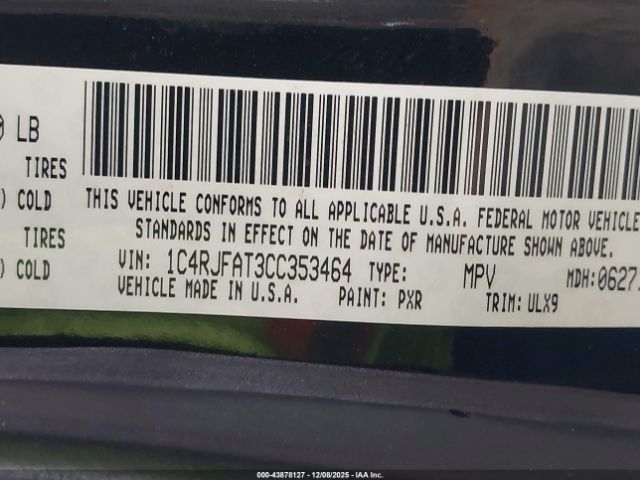 LB
TIRES
) COLD
TIRES
) COLD
THIS VEHICLE CONFORMS TO ALL APPLICABLE U.S.A. FEDERAL MOTOR VEHICLE
STANDARDS IN EFFECT ON THE DATE OF MANUFACTURE SHOWN ABOVE.
VIN: 1C4RJFAT3CC353464 TYPE: MPV MDH:06271
VEHICLE MADE IN U.S.A. PAINT: PXR TRIM: ULX9
000-43878127 - 12/08/2025 - IAA Inc.